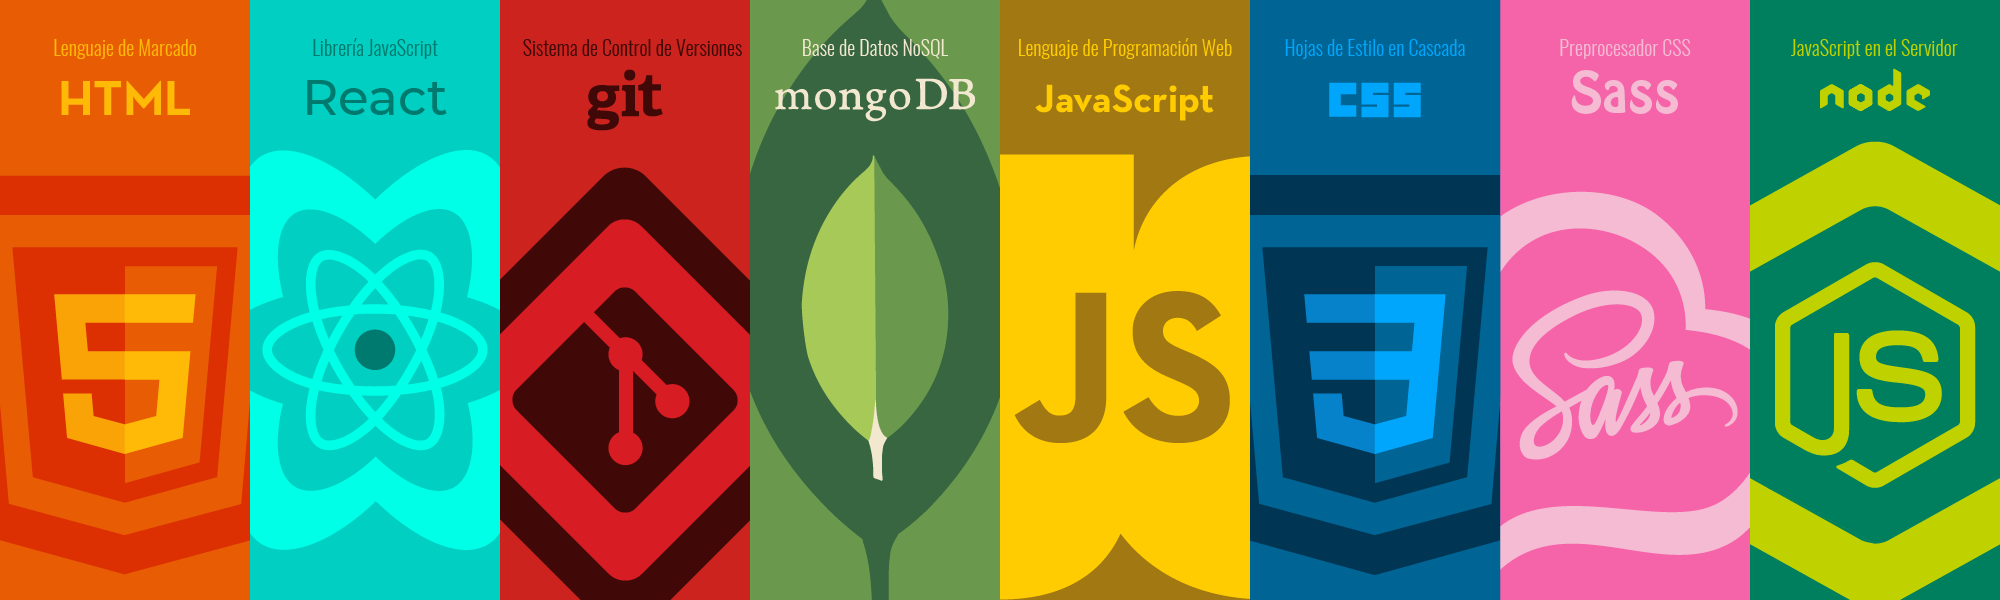 Lenguaje de Marcado
HTML
Librería JavaScript
React
Sistema de Control de Versiones
git
Base de Datos NoSQL
mongoDB
Lenguaje de Programación Web
JavaScript
JS
Hojas de Estilo en Cascada
CSS
3
Preprocesador CSS
Sass
Sass
JavaScript en el Servidor
node
JS
5